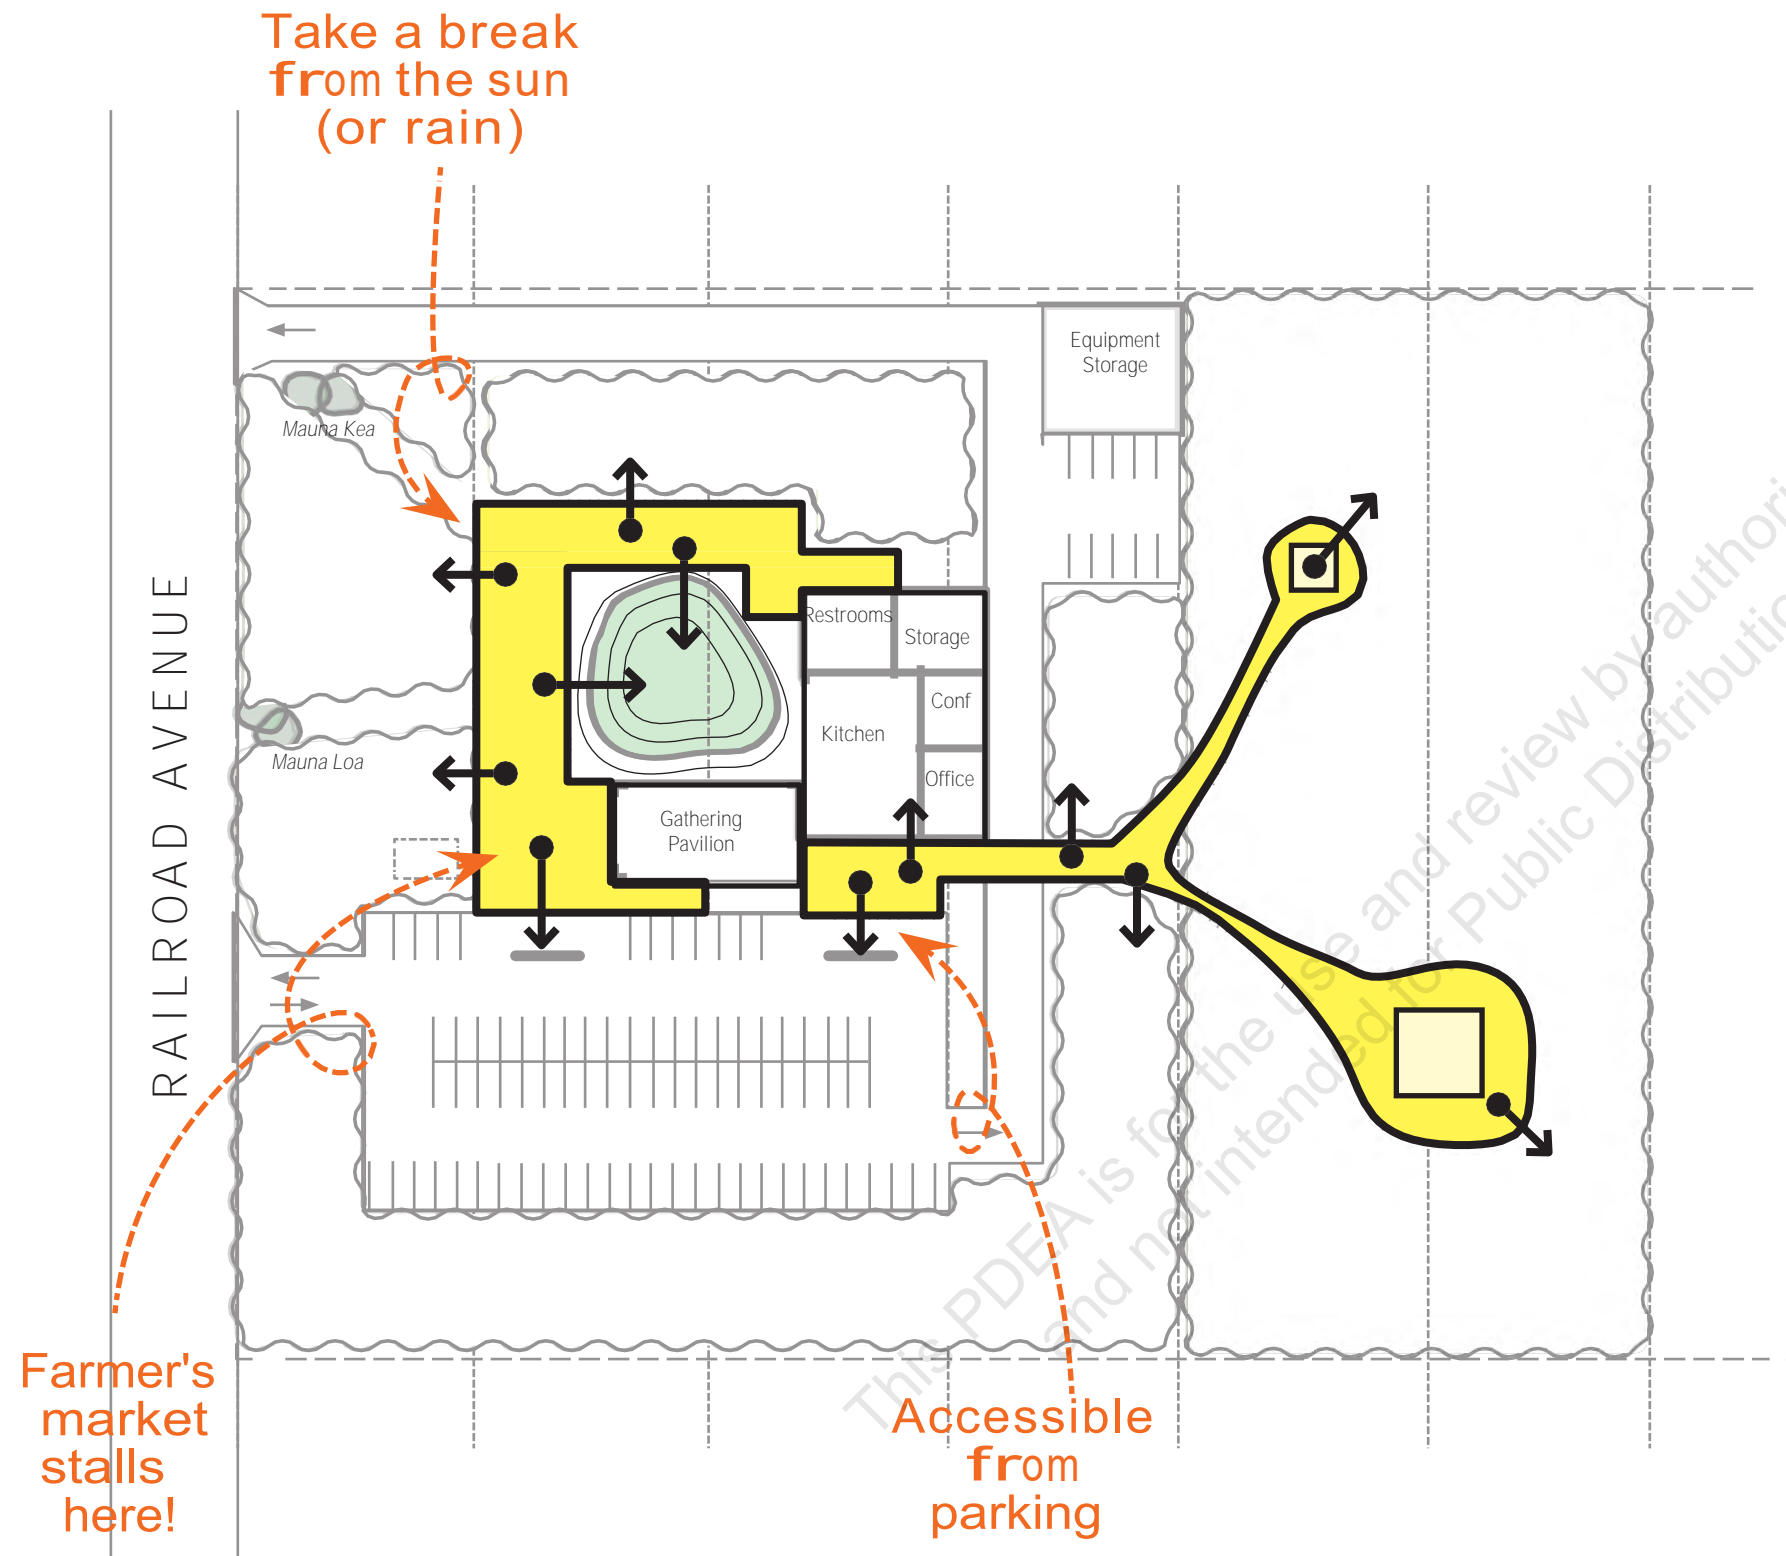 Take a break
from the sun
(or rain)
Equipment
Storage
Mauna Kea
RAILROAD AVENUE
Restrooms
Storage
Conf
Kitchen
Office
Mauna Loa
Gathering
Pavilion
This PDEA is for the use and review by
and not intended for Public
Farmer's
market
stalls
here!
Accessible
from
parking